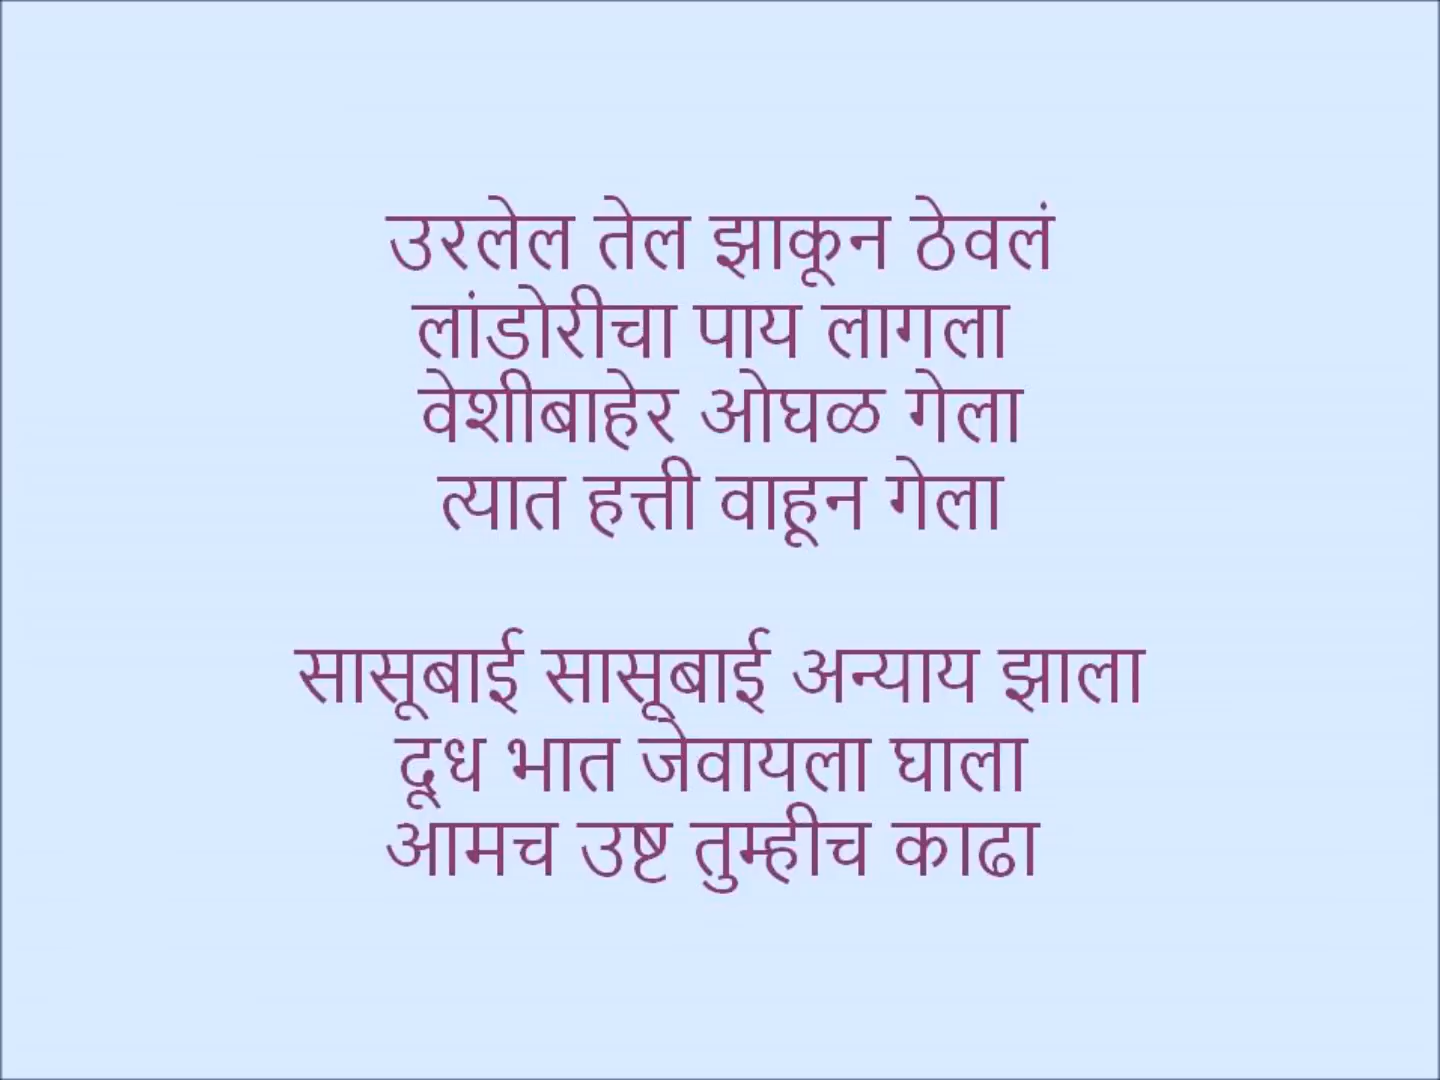 उरलेल तेल झाकून ठेवलं
लांडोरीचा पाय लागला
वेशीबाहेर ओघळ गेला
त्यात हत्ती वाहून गेला
सासूबाई सासूबाई अन्याय झाला
दूध भात जेवायला घाला
आमच उष्ट तुम्हीच काढा